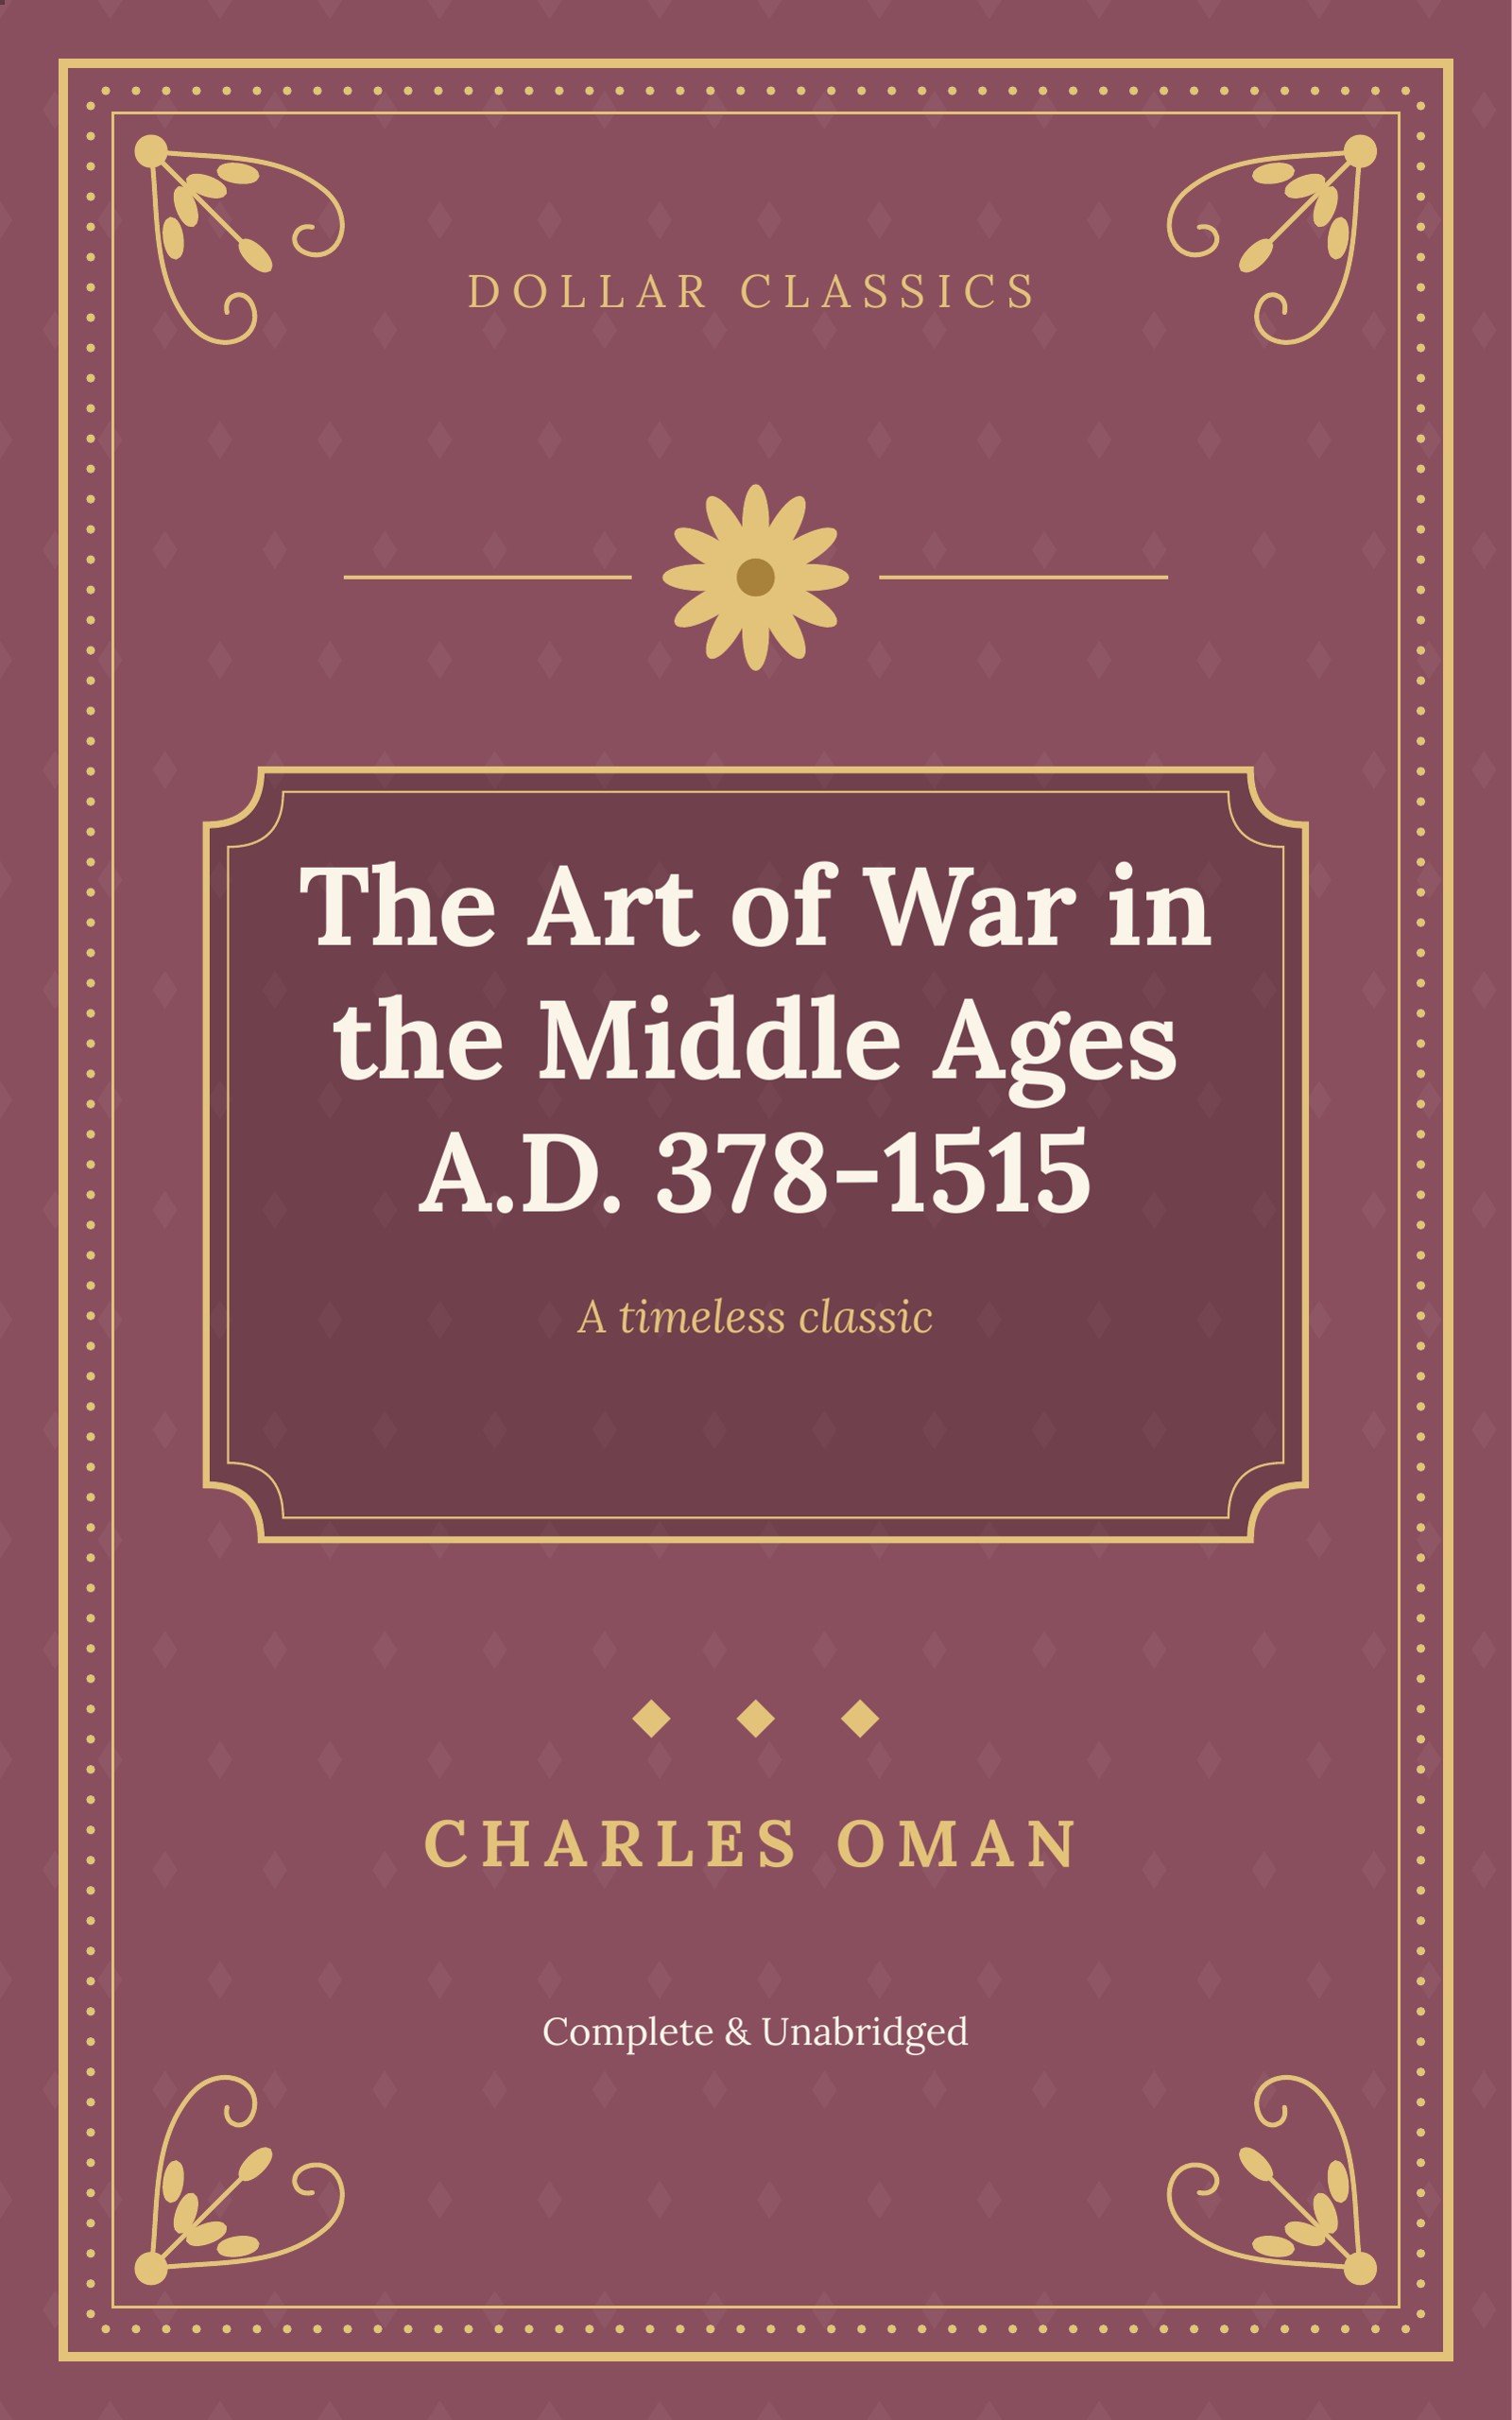 DOLLAR CLASSICS
The Art of War in
the Middle Ages
A.D. 378–1515
A timeless classic
CHARLES OMAN
Complete & Unabridged